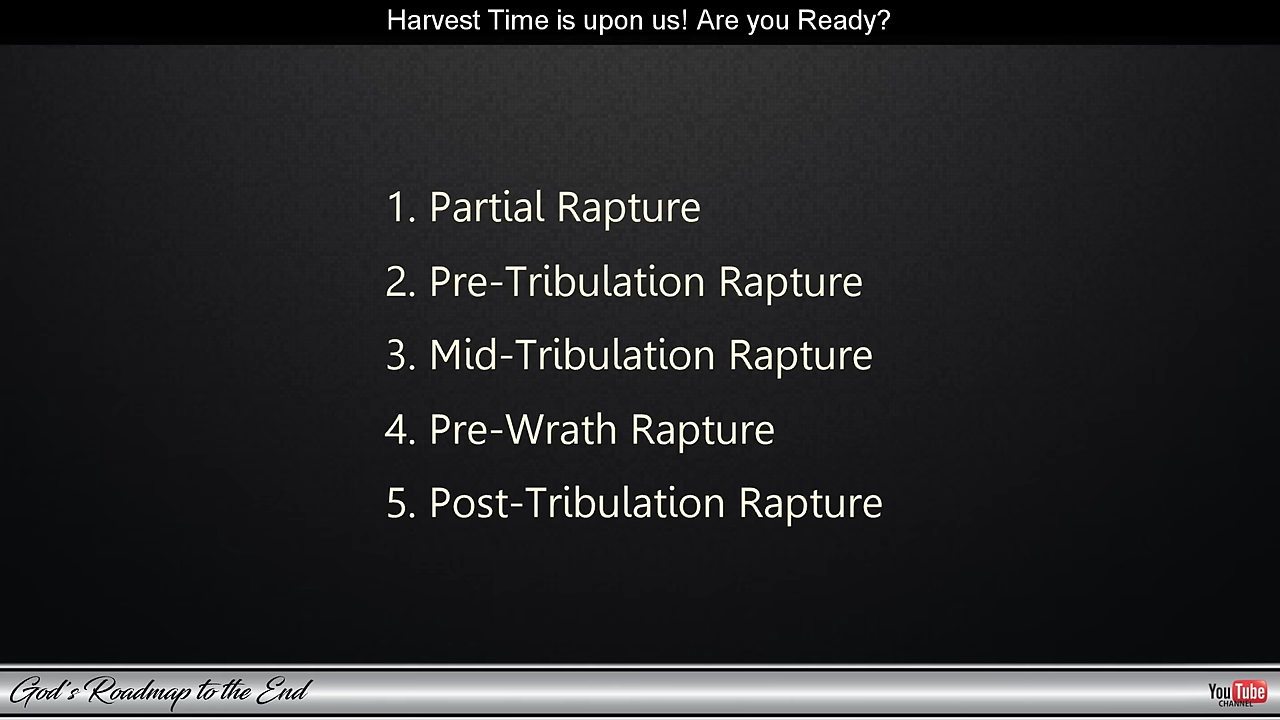 Harvest Time is upon us! Are you Ready?
1. Partial Rapture
2. Pre-Tribulation Rapture
3. Mid-Tribulation Rapture
4. Pre-Wrath Rapture
5. Post-Tribulation Rapture
God's Roadmap to the End
YouTube
CHANNEL